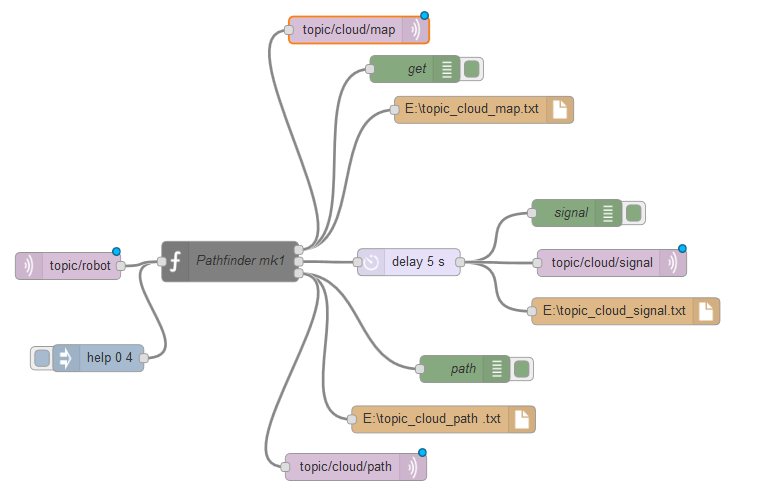 topic/cloud/map
get
E:\topic_cloud_map.txt
signal
topic/robot
Pathfinder mk1
delay 5 s
topic/cloud/signal
E:\topic_cloud_signal.txt
help 0 4
path
E:\topic_cloud_path .txt
topic/cloud/path